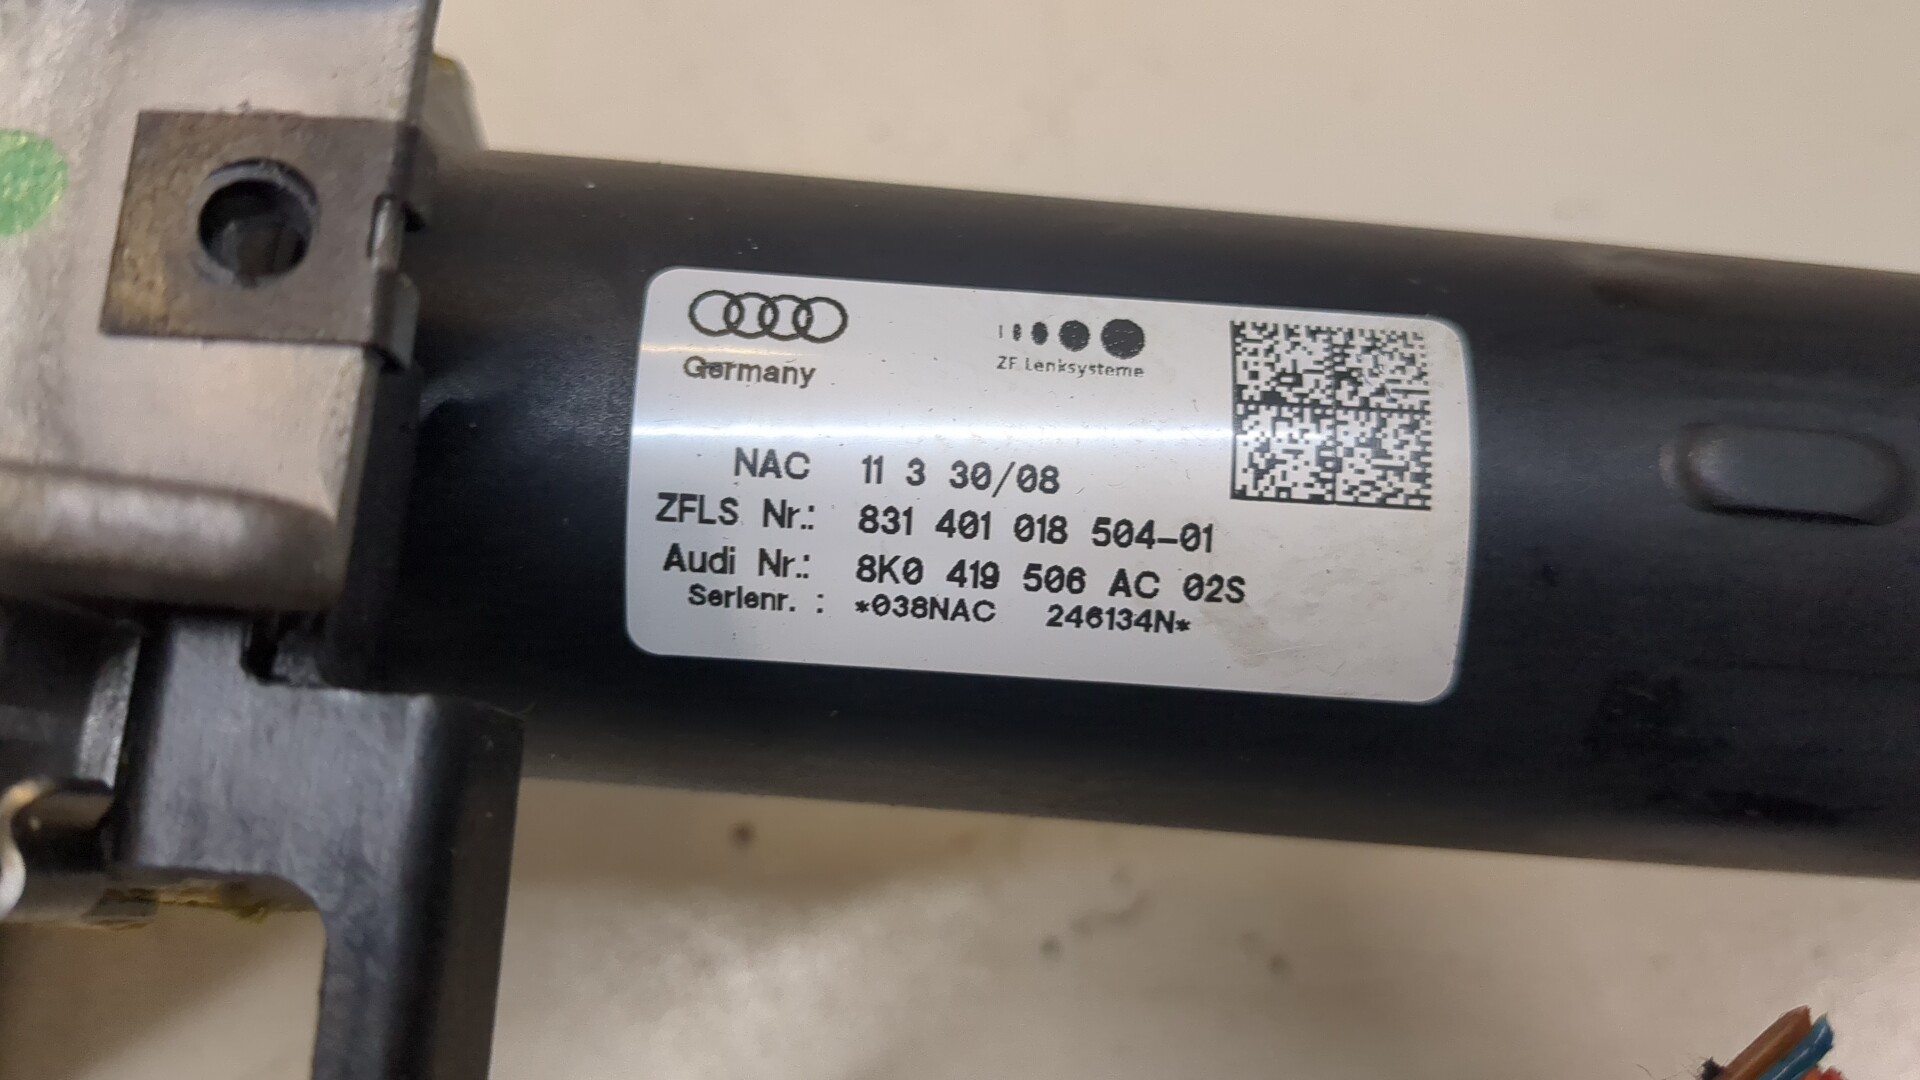 Germany
ZF Lenksysteme
NAC 11 3 30/08
ZFLS Nr.: 831 401 018 504-01
Audi Nr.: 8K0 419 506 AC 02S
Serienr. : *038NAC 246134N*